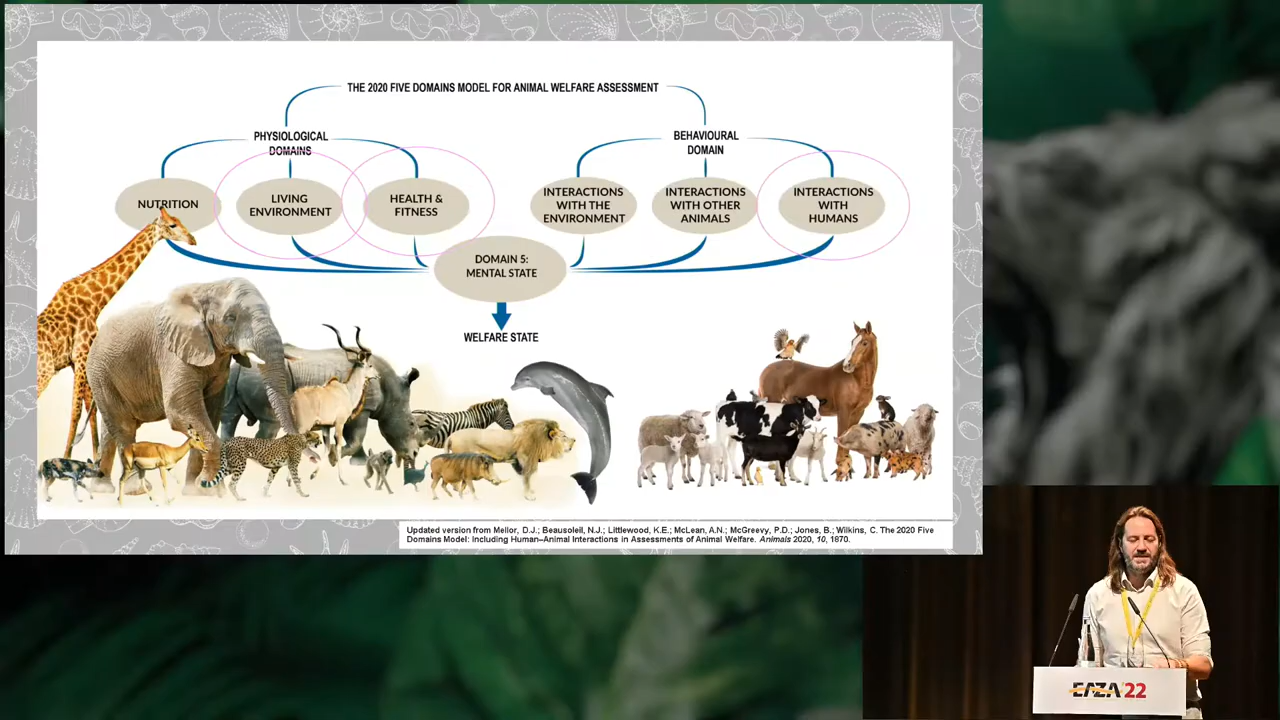 THE 2020 FIVE DOMAINS MODEL FOR ANIMAL WELFARE ASSESSMENT
PHYSIOLOGICAL
DOMAINS
BEHAVIOURAL
DOMAIN
NUTRITION
LIVING
ENVIRONMENT
HEALTH &
FITNESS
INTERACTIONS
WITH THE
ENVIRONMENT
INTERACTIONS
WITH OTHER
ANIMALS
INTERACTIONS
WITH
HUMANS
DOMAIN 5:
MENTAL STATE
WELFARE STATE
Updated version from Mellor, D.J.; Beausoleil, N.J.; Littlewood, K.E.; McLean, A.N.; McGreevy, P.D.; Jones, B.; Wilkins, C. The 2020 Five
Domains Model: Including Human–Animal Interactions in Assessments of Animal Welfare. Animals 2020, 10, 1870.
EAZA'22